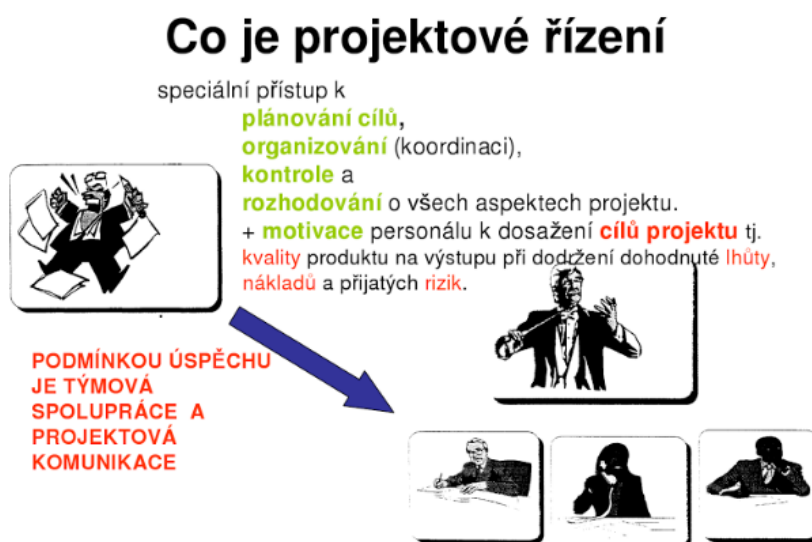 Co je projektové řízení
speciální přístup k
plánování cílů,
organizování (koordinaci),
kontrole a
rozhodování o všech aspektech projektu.
+ motivace personálu k dosažení cílů projektu tj.
kvality produktu na výstupu při dodržení dohodnuté lhůty,
nákladů a přijatých rizik.
PODMÍNKOU ÚSPĚCHU
JE TÝMOVÁ
SPOLUPRÁCE A
PROJEKTOVÁ
KOMUNIKACE